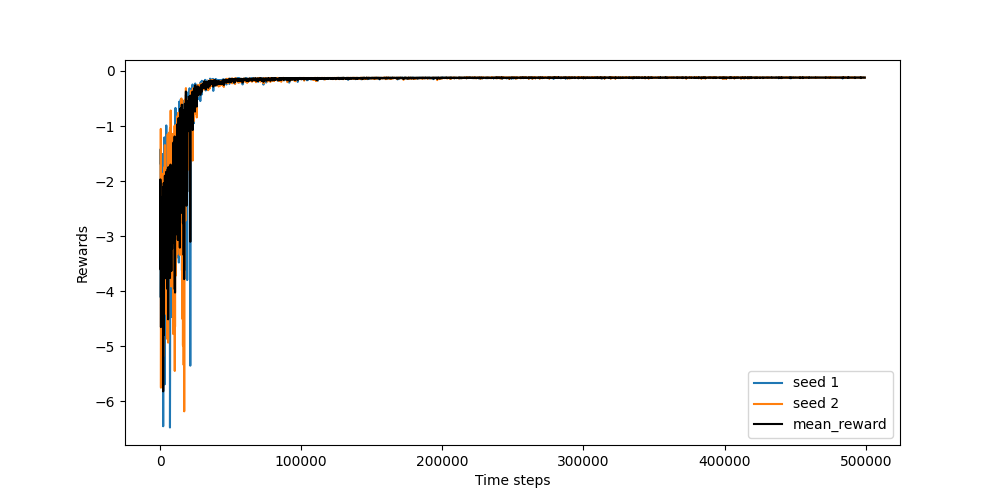 0
−1
−2
−3
−4
−5
−6
Rewards
0
100000
200000
300000
400000
500000
Time steps
seed 1
seed 2
mean_reward